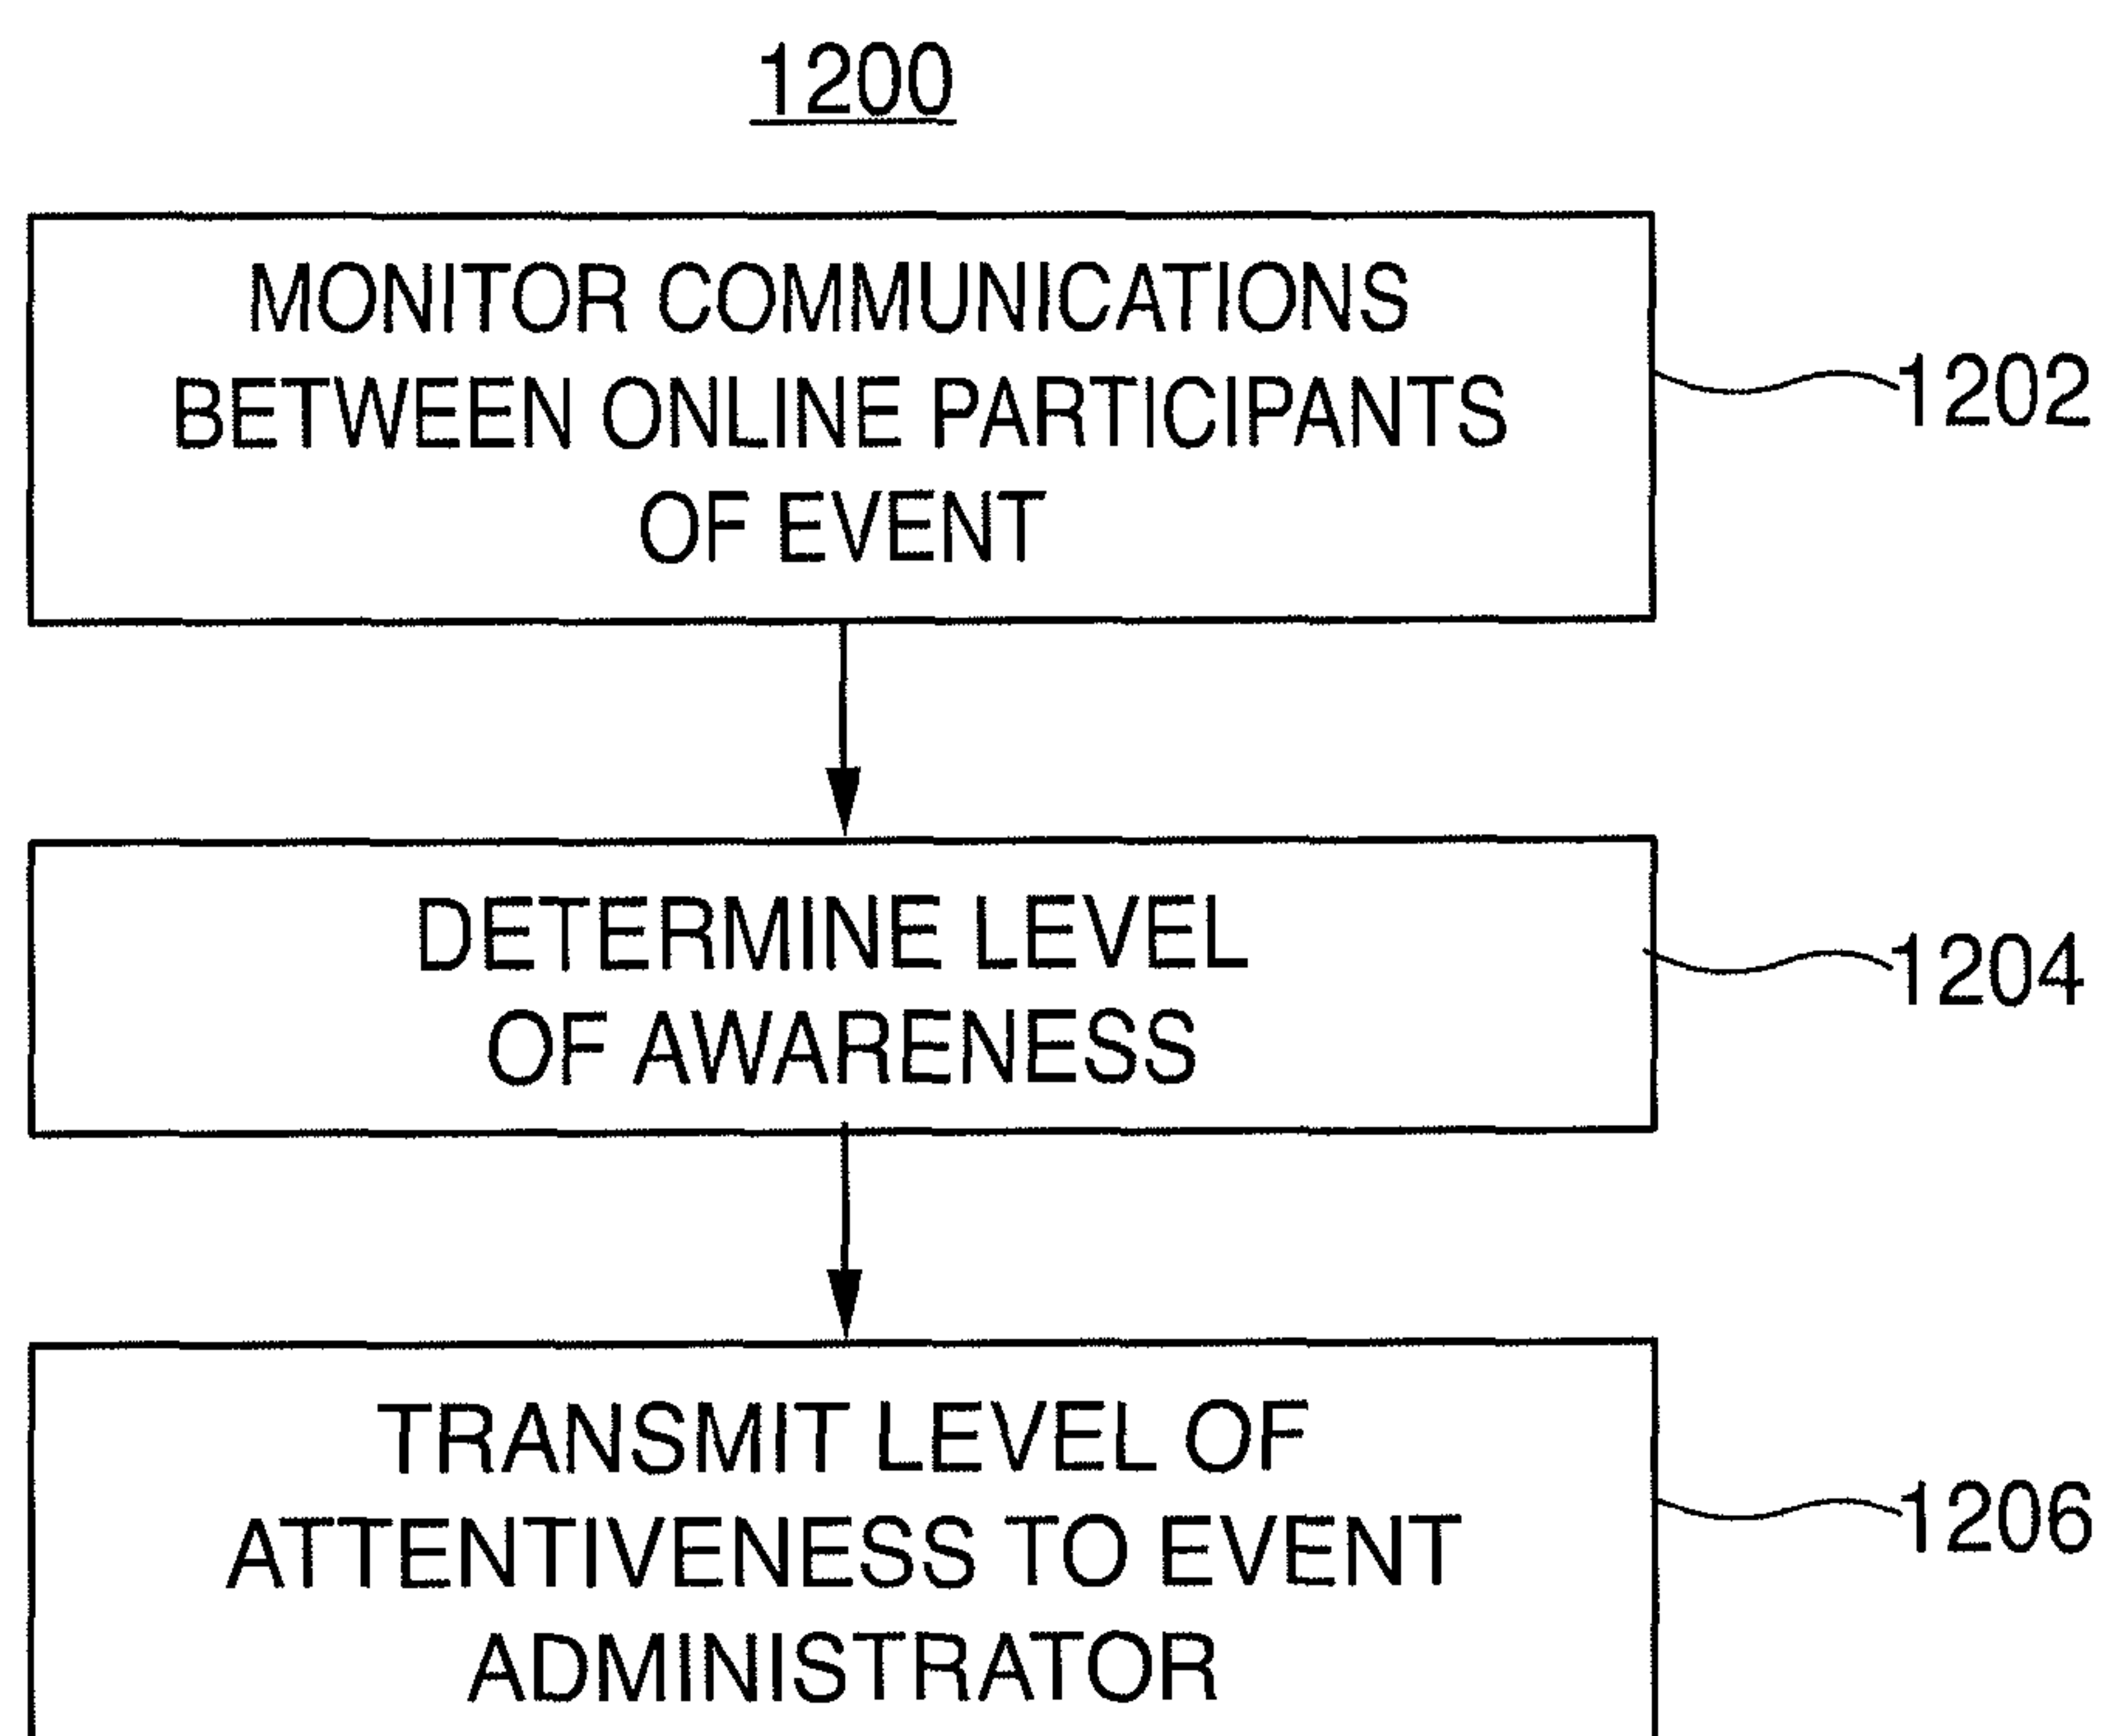 1200
MONITOR COMMUNICATIONS
BETWEEN ONLINE PARTICIPANTS
OF EVENT
1202
DETERMINE LEVEL
OF AWARENESS
1204
TRANSMIT LEVEL OF
ATTENTIVENESS TO EVENT
ADMINISTRATOR
1206